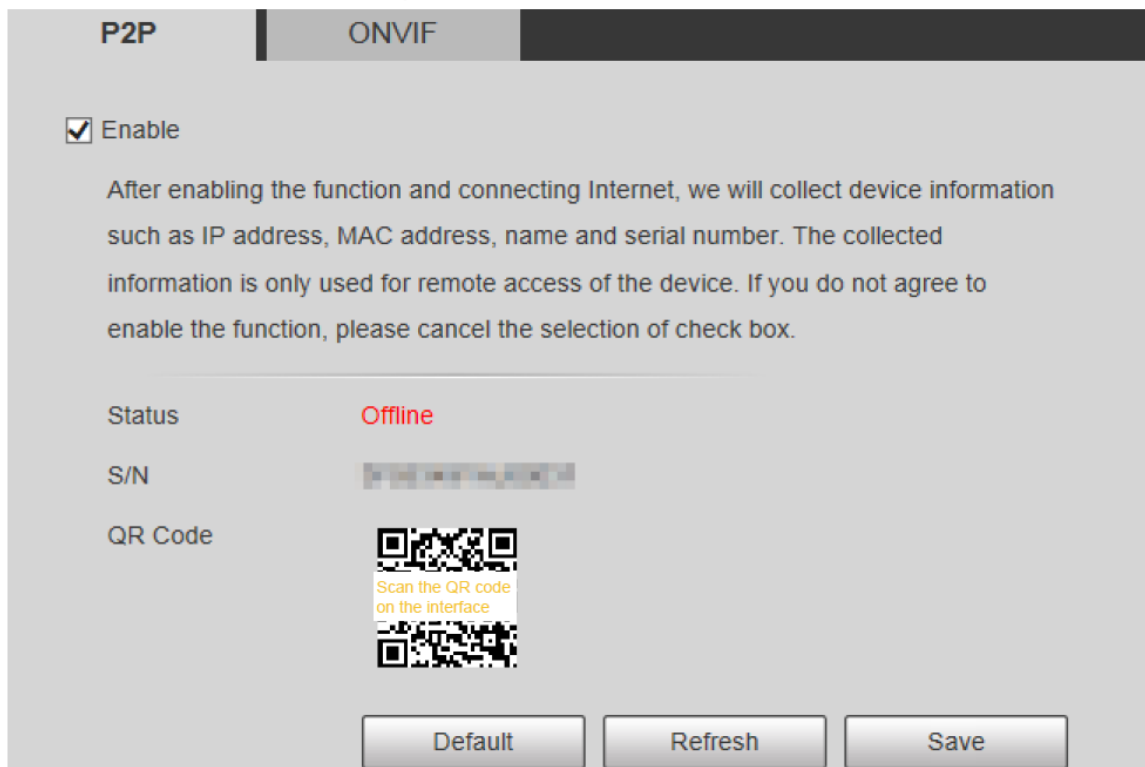 P2P ONVIF
Enable
After enabling the function and connecting Internet, we will collect device information
such as IP address, MAC address, name and serial number. The collected
information is only used for remote access of the device. If you do not agree to
enable the function, please cancel the selection of check box.
Status Offline
S/N
QR Code
Scan the QR code
on the interface
Default Refresh Save